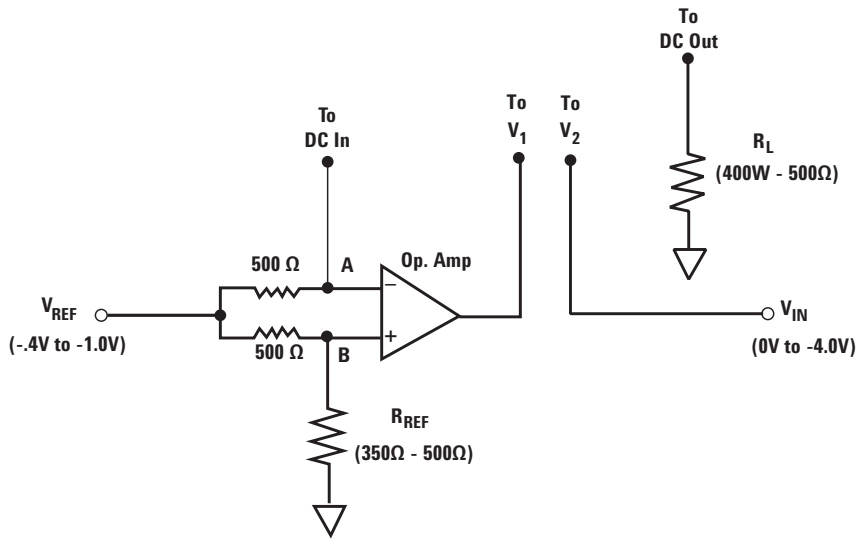 To
DC Out
To
DC In
To
V1
To
V2
RL
(400W - 500Ω)
500 Ω
A
Op. Amp
−
VREF
(-.4V to -1.0V)
+
500 Ω
B
VIN
(0V to -4.0V)
RREF
(350Ω - 500Ω)